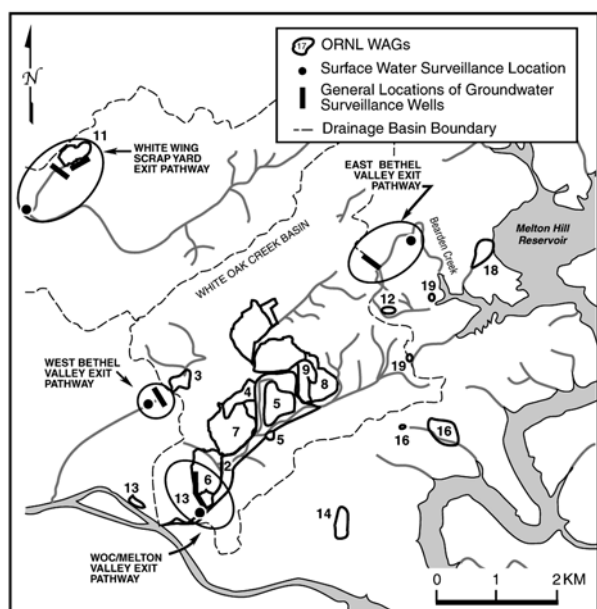 N
17 ORNL WAGs
Surface Water Surveillance Location
General Locations of Groundwater
Surveillance Wells
Drainage Basin Boundary
11
WHITE WING
SCRAP YARD
EXIT PATHWAY
EAST BETHEL
VALLEY EXIT
PATHWAY
Bearden Creek
Melton Hill
Reservoir
WHITE OAK CREEK BASIN
18
19
12
WEST BETHEL
VALLEY EXIT
PATHWAY
3
19
9
4
8
5
7
5
16
16
2
6
13
13
14
WOC/MELTON
VALLEY EXIT
PATHWAY
0 1 2 KM